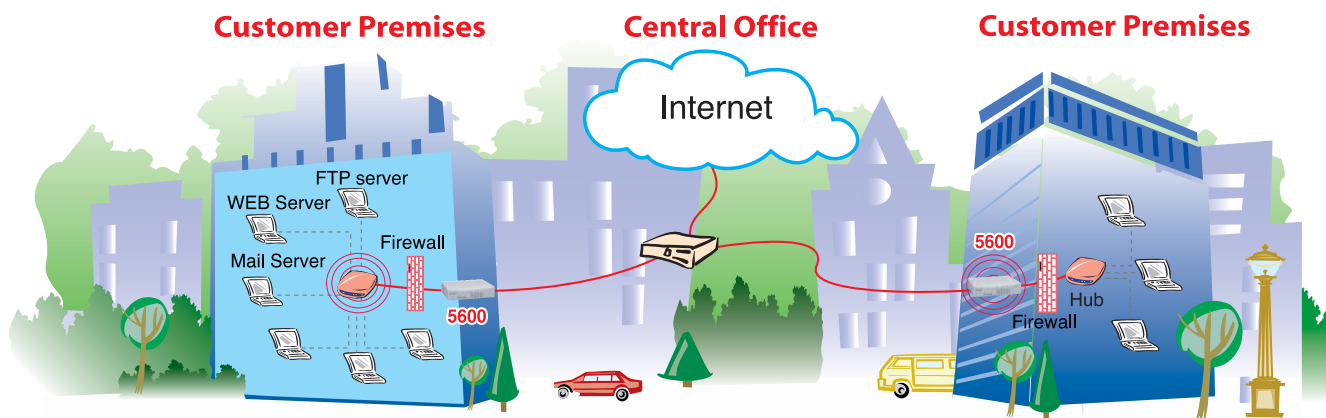 Customer Premises
Central Office
Customer Premises
Internet
FTP server
WEB Server
Firewall
Mail Server
5600
5600
Hub
Firewall